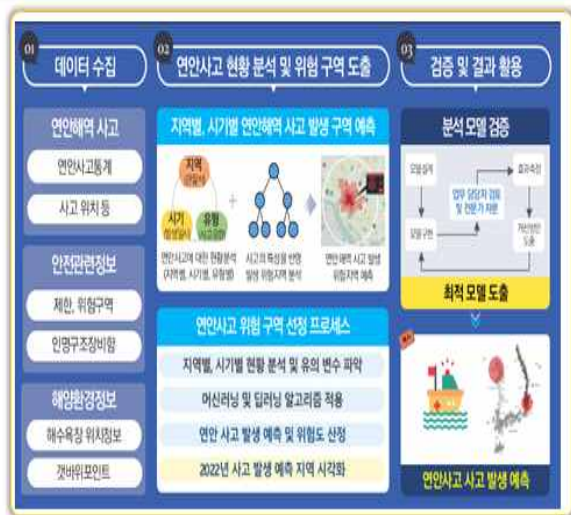 01
데이터 수집
연안해역 사고
연안사고통계
사고 위치 등
안전관련정보
제한, 위험구역
인명구조장비함
해양환경정보
해수욕장 위치정보
갯바위포인트
02
연안사고 현황 분석 및 위험 구역 도출
지역별, 시기별 연안해역 사고 발생 구역 예측
지역
시기
(발생일시)
유형
(사고유형)
+
연안사고에 대한 현황분석
(지역별, 시기별, 유형별)
사고의 특성을 반영
발생 위험지역 분석
연안해역 사고 발생
위험지역 예측
연안사고 위험 구역 선정 프로세스
지역별, 시기별 현황 분석 및 유의 변수 파악
머신러닝 및 딥러닝 알고리즘 적용
연안 사고 발생 예측 및 위험도 산정
2022년 사고 발생 예측 지역 시각화
03
검증 및 결과 활용
분석 모델 검증
모델설계
모델구현
업무 담당자 검토
및 전문가 자문
효과측정
개선방안
도출
최적 모델 도출
연안사고 사고 발생 예측